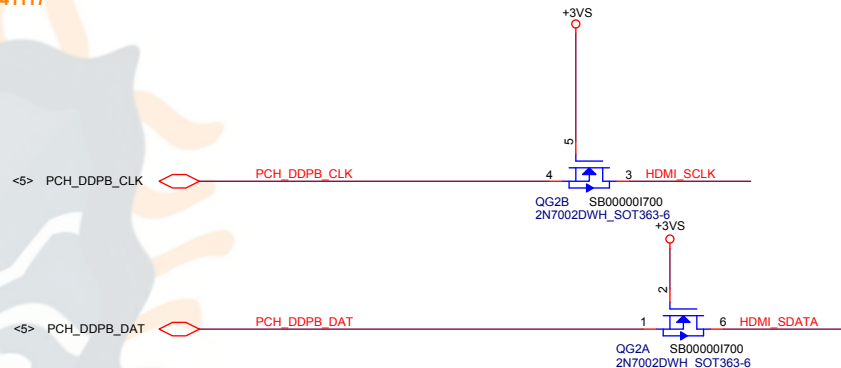 +3VS
5
<5> PCH_DDPB_CLK PCH_DDPB_CLK 4 3 HDMI_SCLK
QG2B SB00000I700
2N7002DWH_SOT363-6
+3VS
2
<5> PCH_DDPB_DAT PCH_DDPB_DAT 1 6 HDMI_SDATA
QG2A SB00000I700
2N7002DWH_SOT363-6